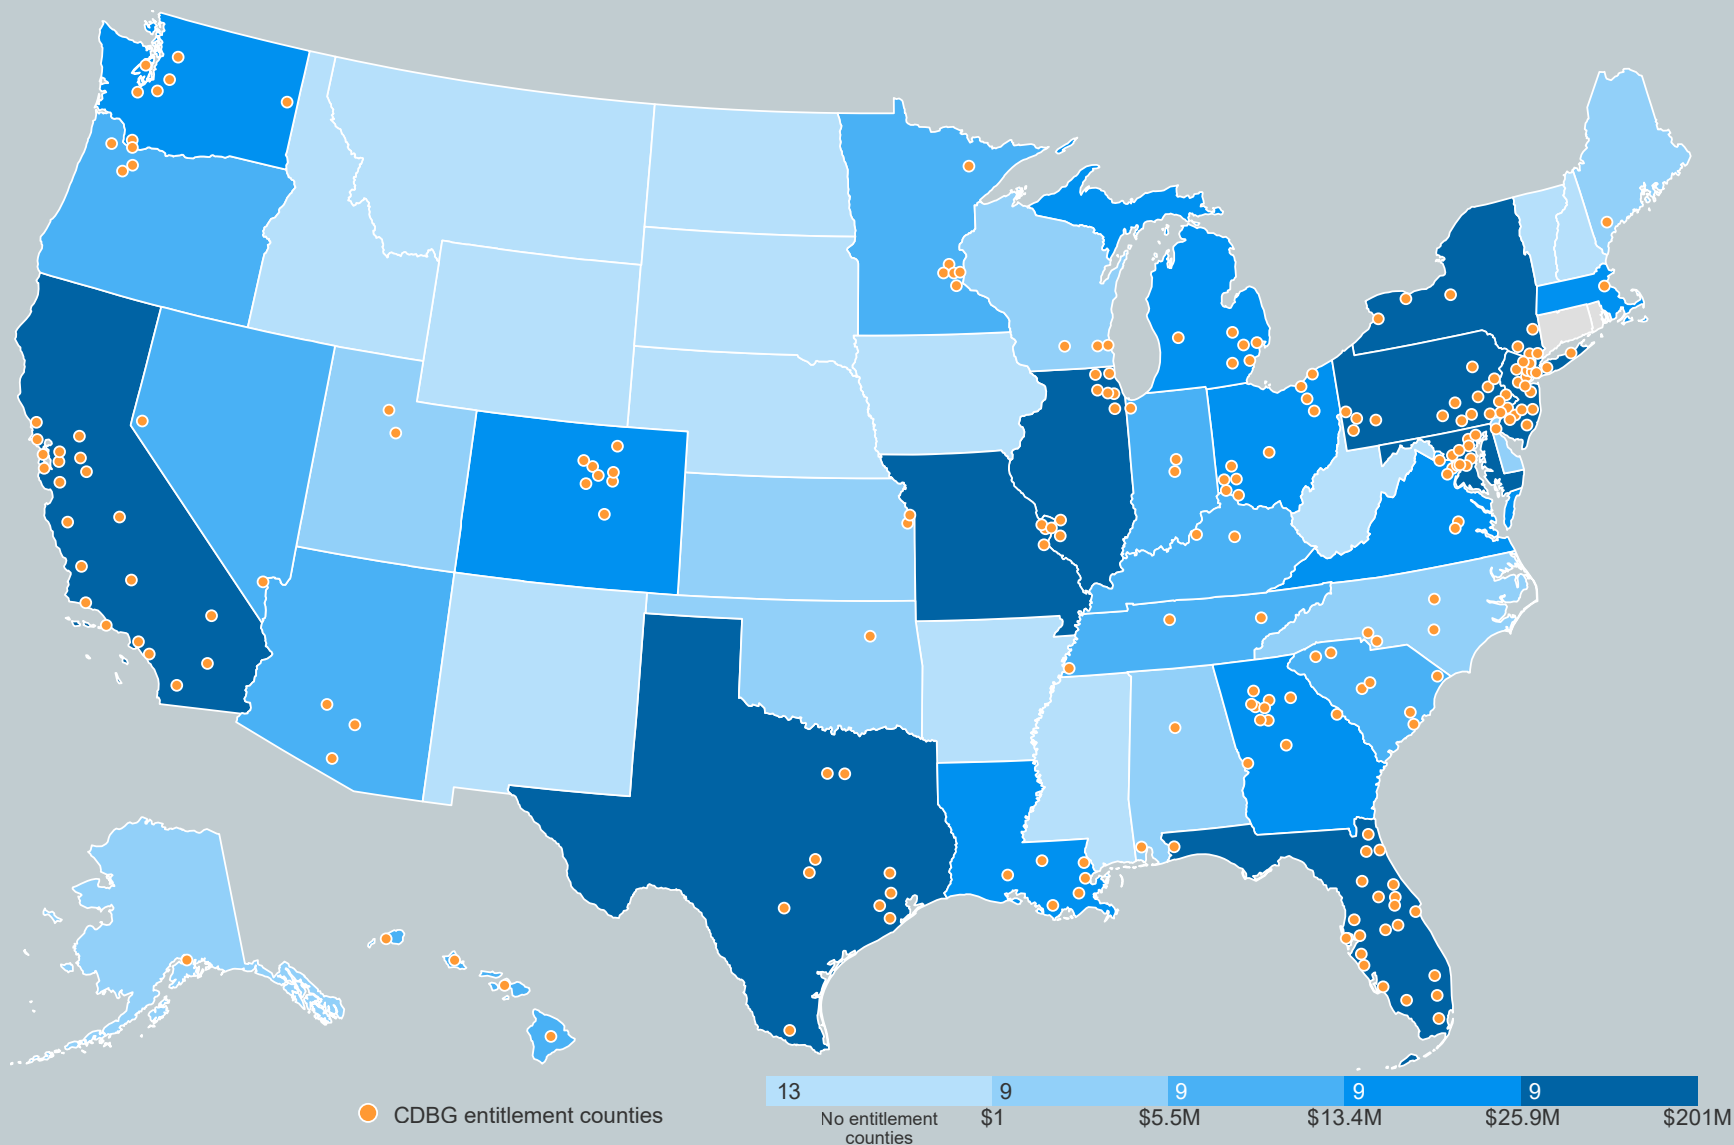 13 9 9 9 9
CDBG entitlement counties
No entitlement
counties
$1 $5.5M $13.4M $25.9M $201M